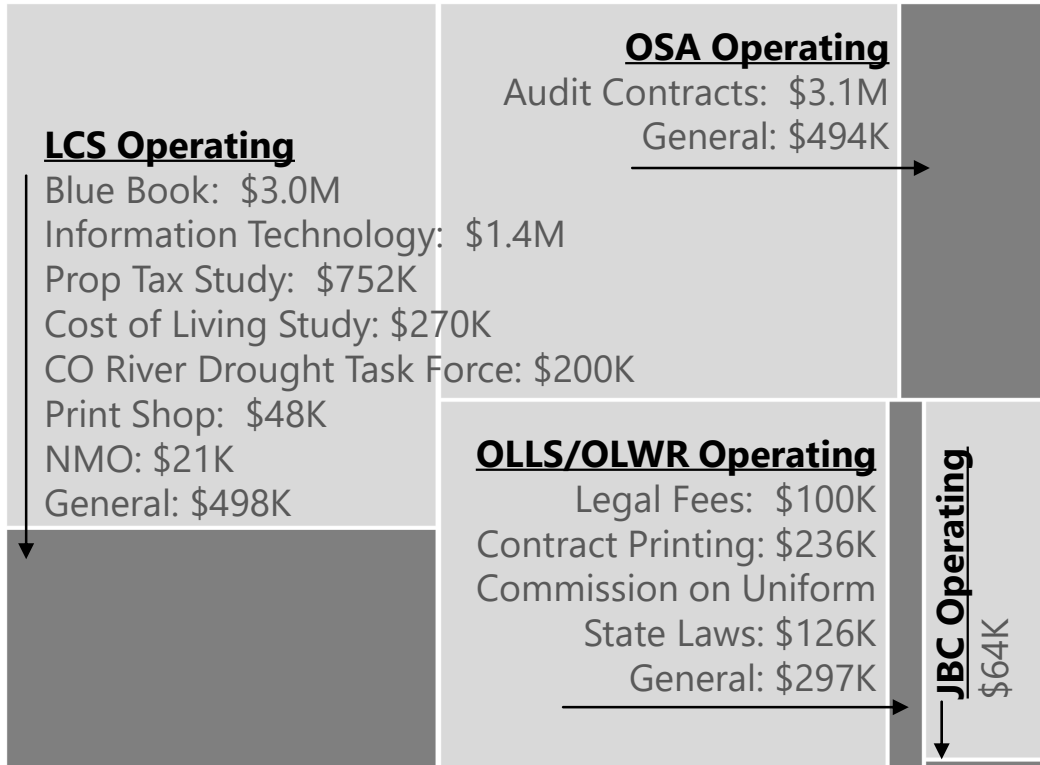 LCS Operating
Blue Book: $3.0M
Information Technology: $1.4M
Prop Tax Study: $752K
Cost of Living Study: $270K
CO River Drought Task Force: $200K
Print Shop: $48K
NMO: $21K
General: $498K
OSA Operating
Audit Contracts: $3.1M
General: $494K
OLLS/OLWR Operating
Legal Fees: $100K
Contract Printing: $236K
Commission on Uniform
State Laws: $126K
General: $297K
JBC Operating
$64K